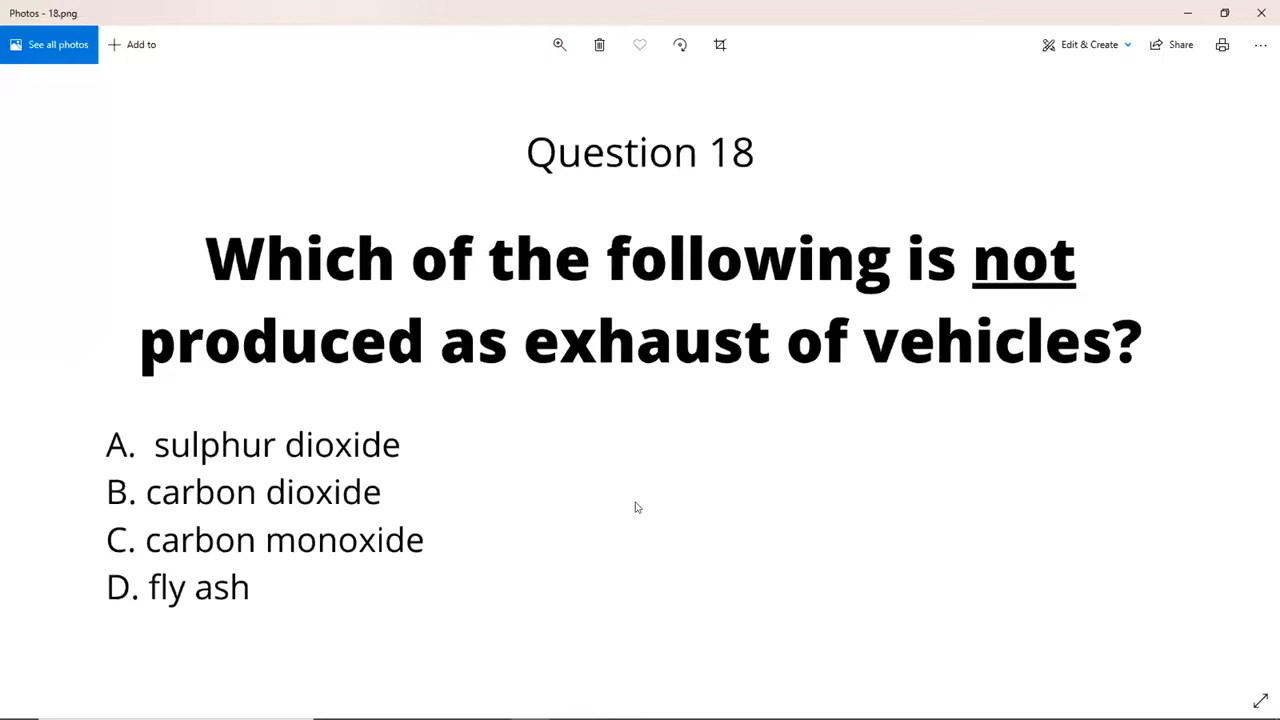 Photos - 18.png
See all photos
Add to
Edit & Create
Share
Question 18
Which of the following is not
produced as exhaust of vehicles?
A. sulphur dioxide
B. carbon dioxide
C. carbon monoxide
D. fly ash